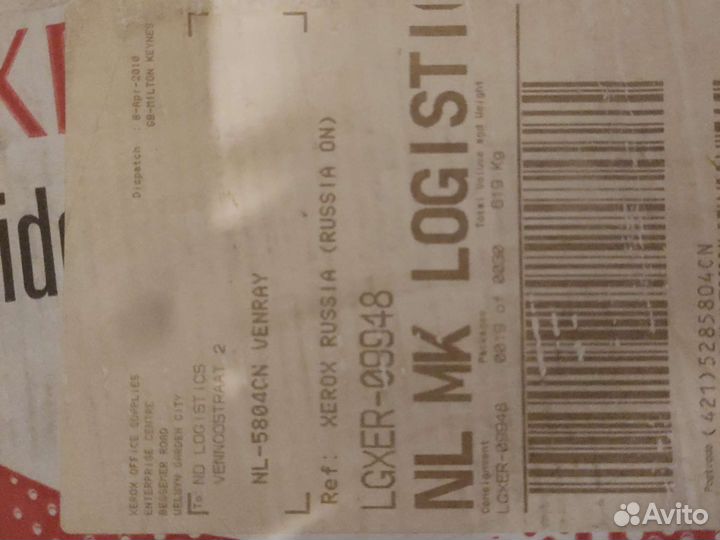 XEROX OFFICE SUPPLIES
ENTERPRISE CENTRE
BESSEMER ROAD
WELWYN GARDEN CITY
Dispatch : 8-Apr-2010
GB-MILTON KEYNES
To: ND LOGISTICS
VENNOOSTRAAT 2
NL-5804CN VENRAY
Ref: XEROX RUSSIA (RUSSIA ON)
LGXER-09948
NL MK LOGISTIC
Consignment
Packages
Total Volume and Weight
LGXER-09948
0019 of 0030
619 Kg
Postcode
(421)5285804CN
Avito